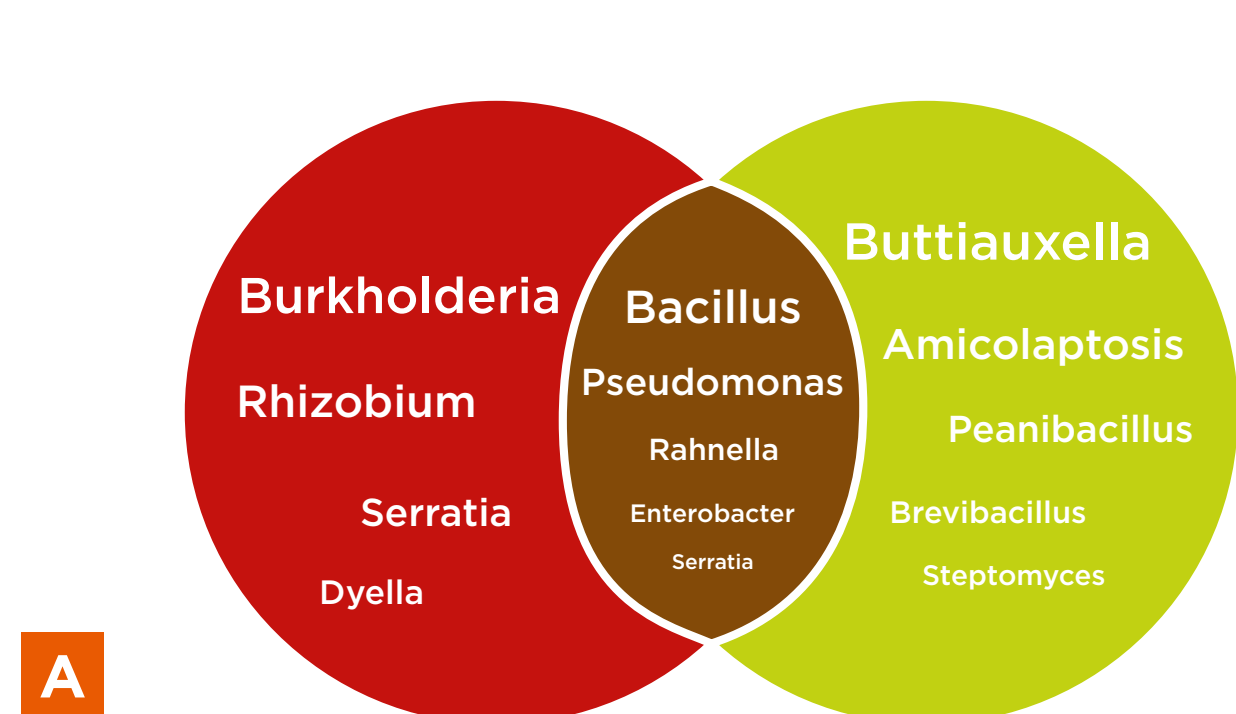 Burkholderia
Rhizobium
Serratia
Dyella
Bacillus
Pseudomonas
Rahnella
Enterobacter
Serratia
Buttiauxella
Amicolaptosis
Peanibacillus
Brevibacillus
Steptomyces
A